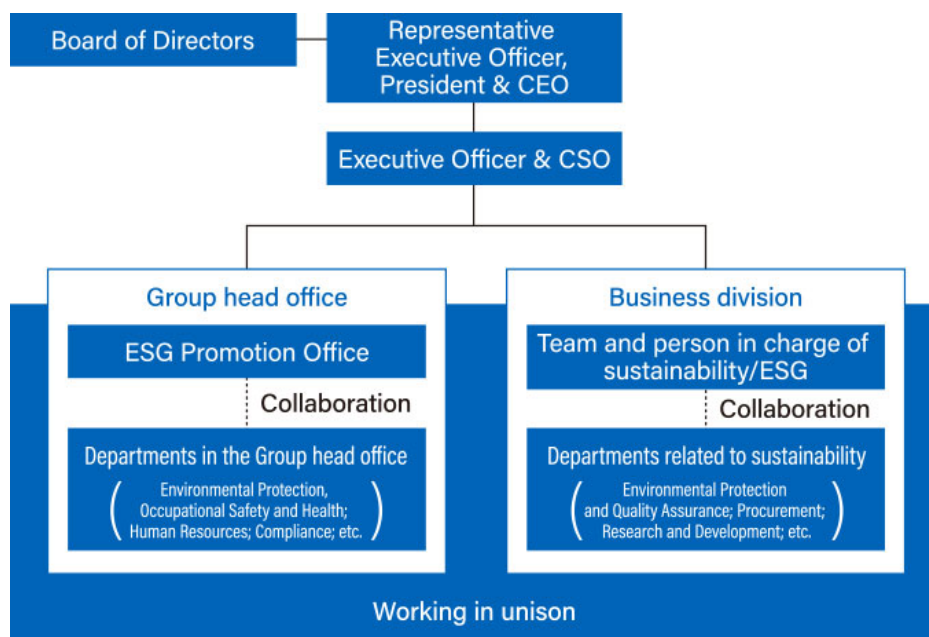 Board of Directors
Representative
Executive Officer,
President & CEO
Executive Officer & CSO
Group head office
ESG Promotion Office
Collaboration
Departments in the Group head office
(Environmental Protection,
Occupational Safety and Health;
Human Resources; Compliance; etc.)
Business division
Team and person in charge of
sustainability/ESG
Collaboration
Departments related to sustainability
(Environmental Protection
and Quality Assurance; Procurement;
Research and Development; etc.)
Working in unison